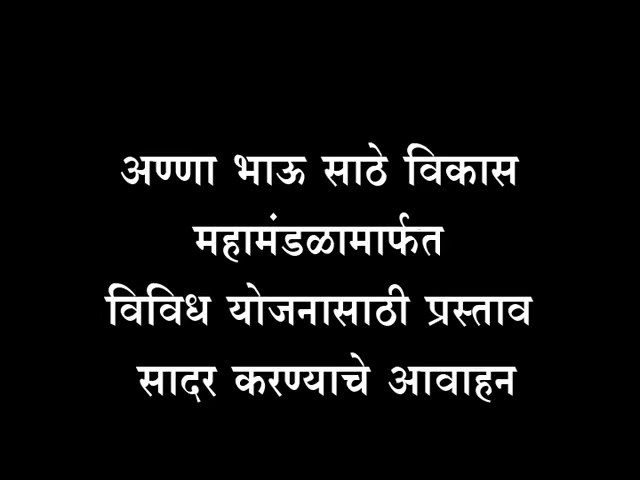 अण्णा भाऊ साठे विकास
महामंडळामार्फत
विविध योजनासाठी प्रस्ताव
सादर करण्याचे आवाहन